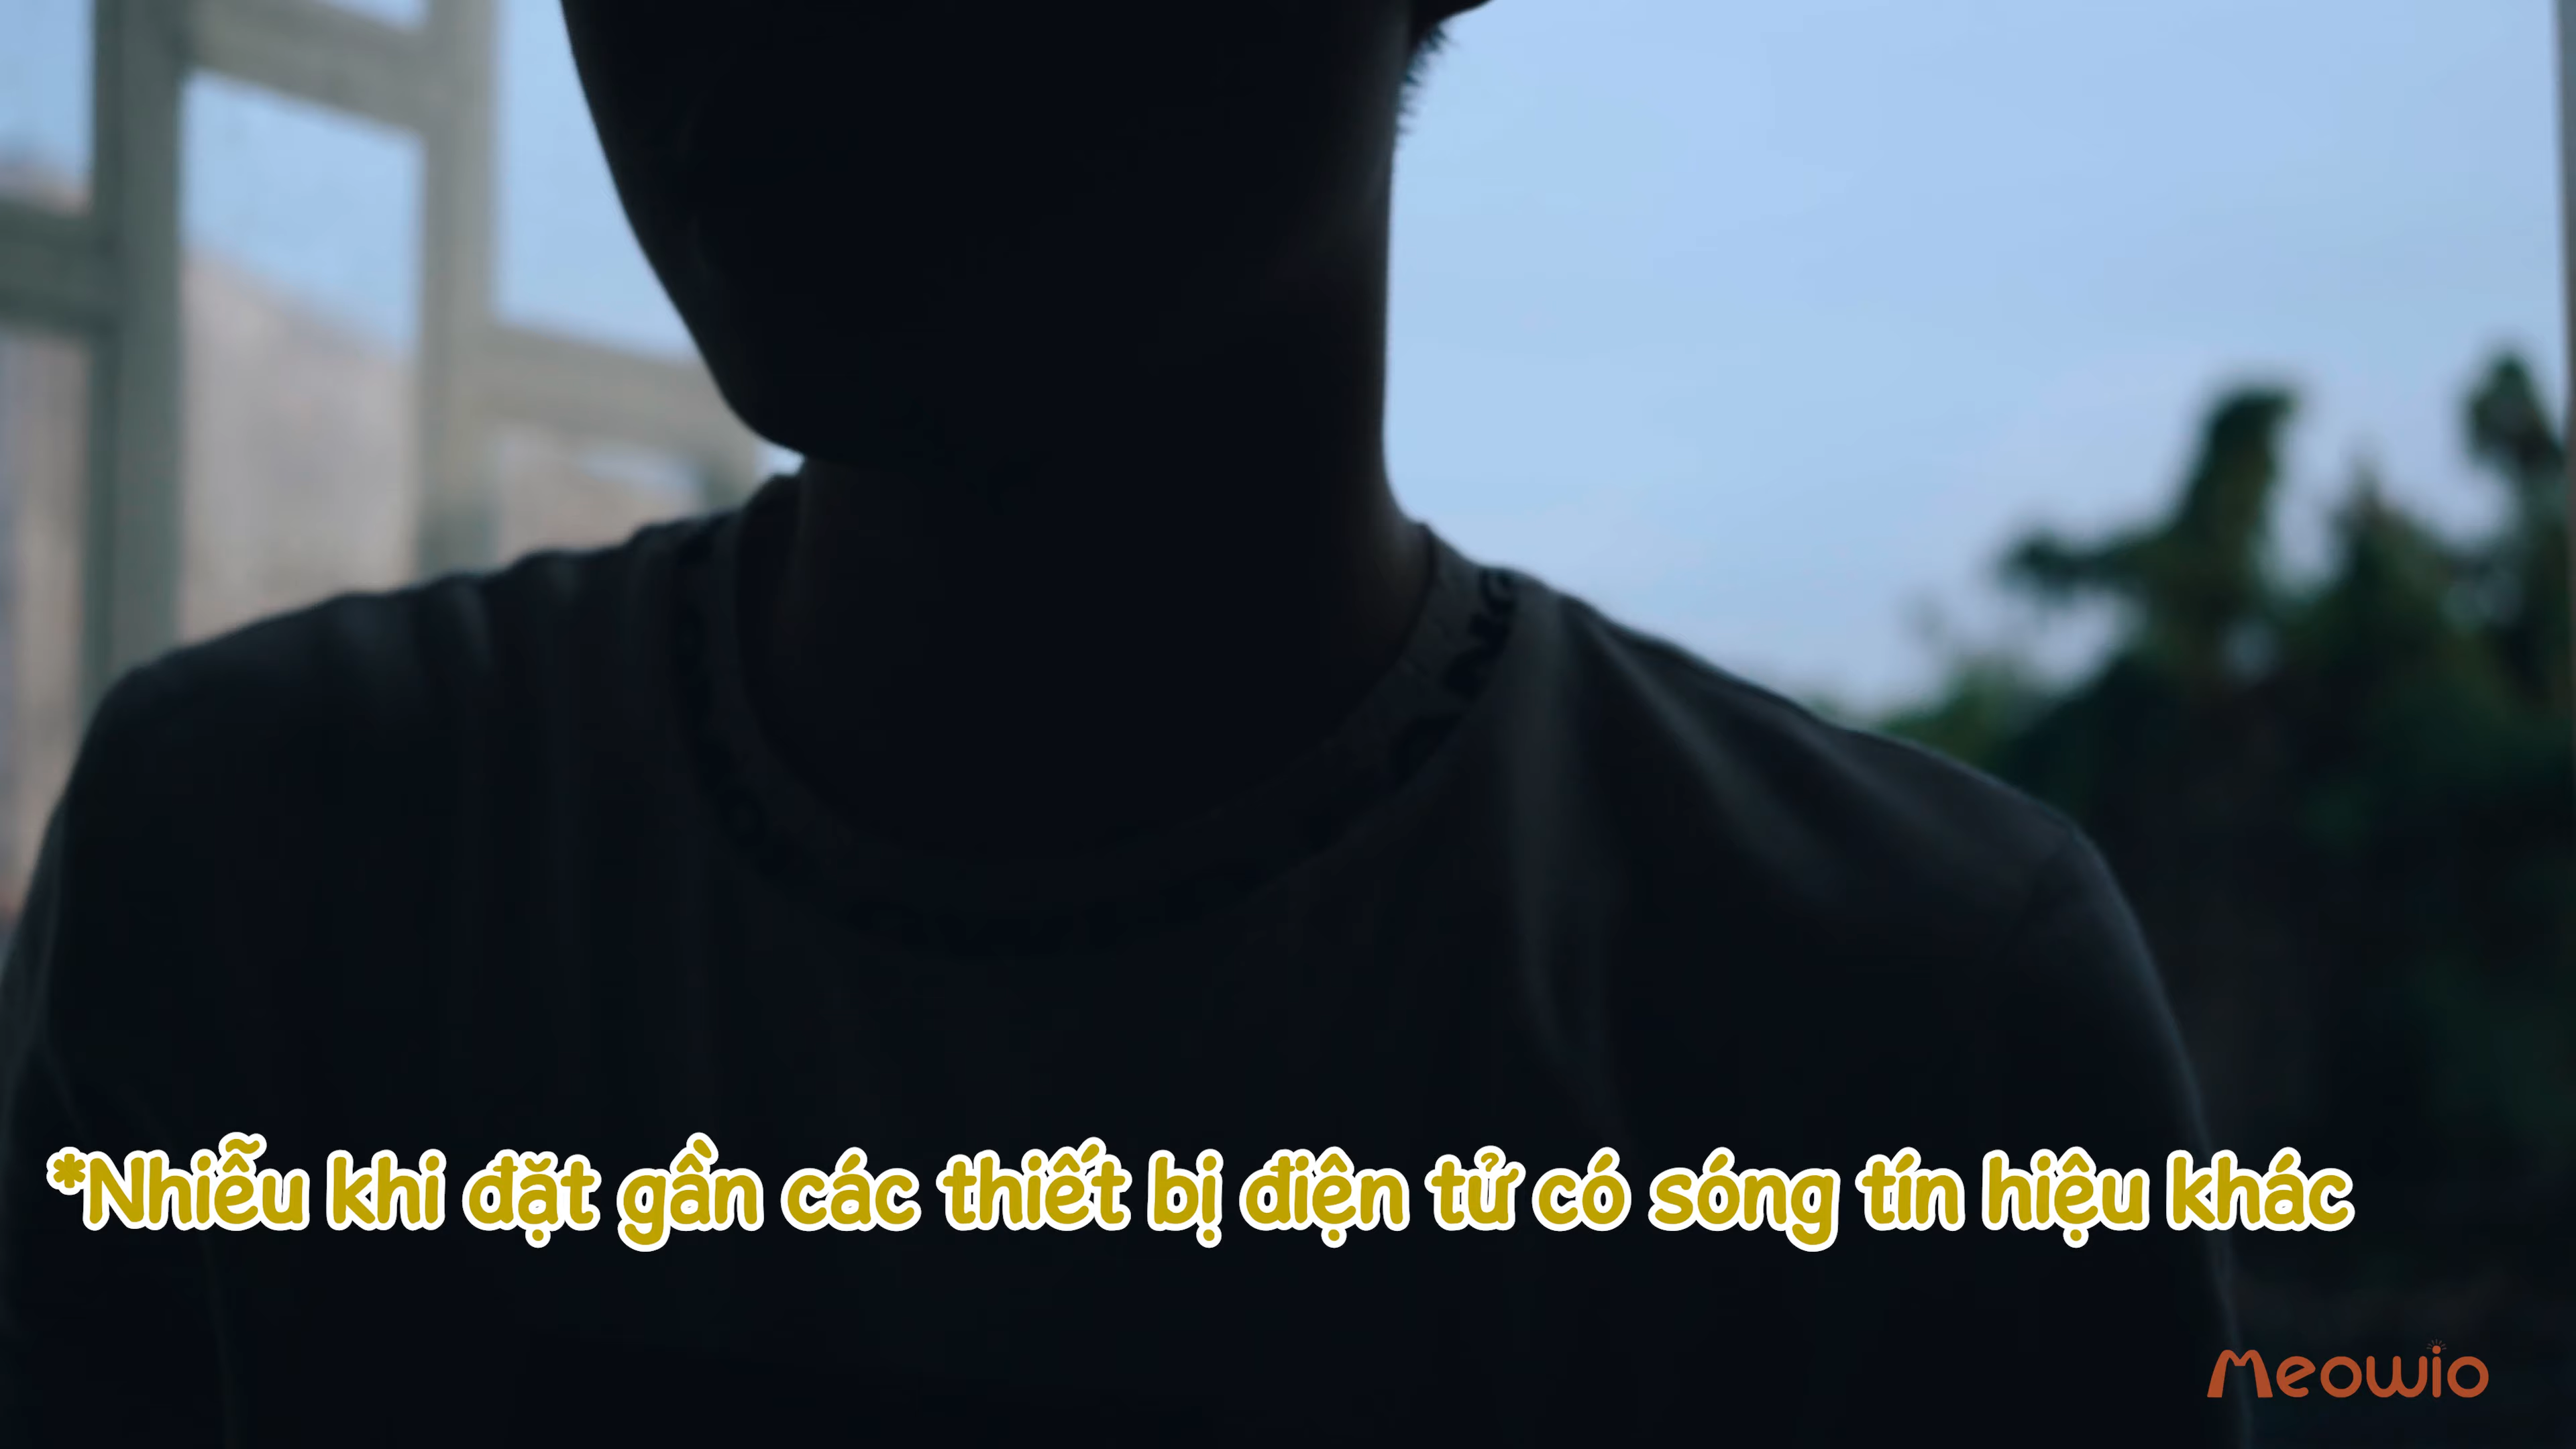 *Nhiễu khi đặt gần các thiết bị điện tử có sóng tín hiệu khác
Meowio